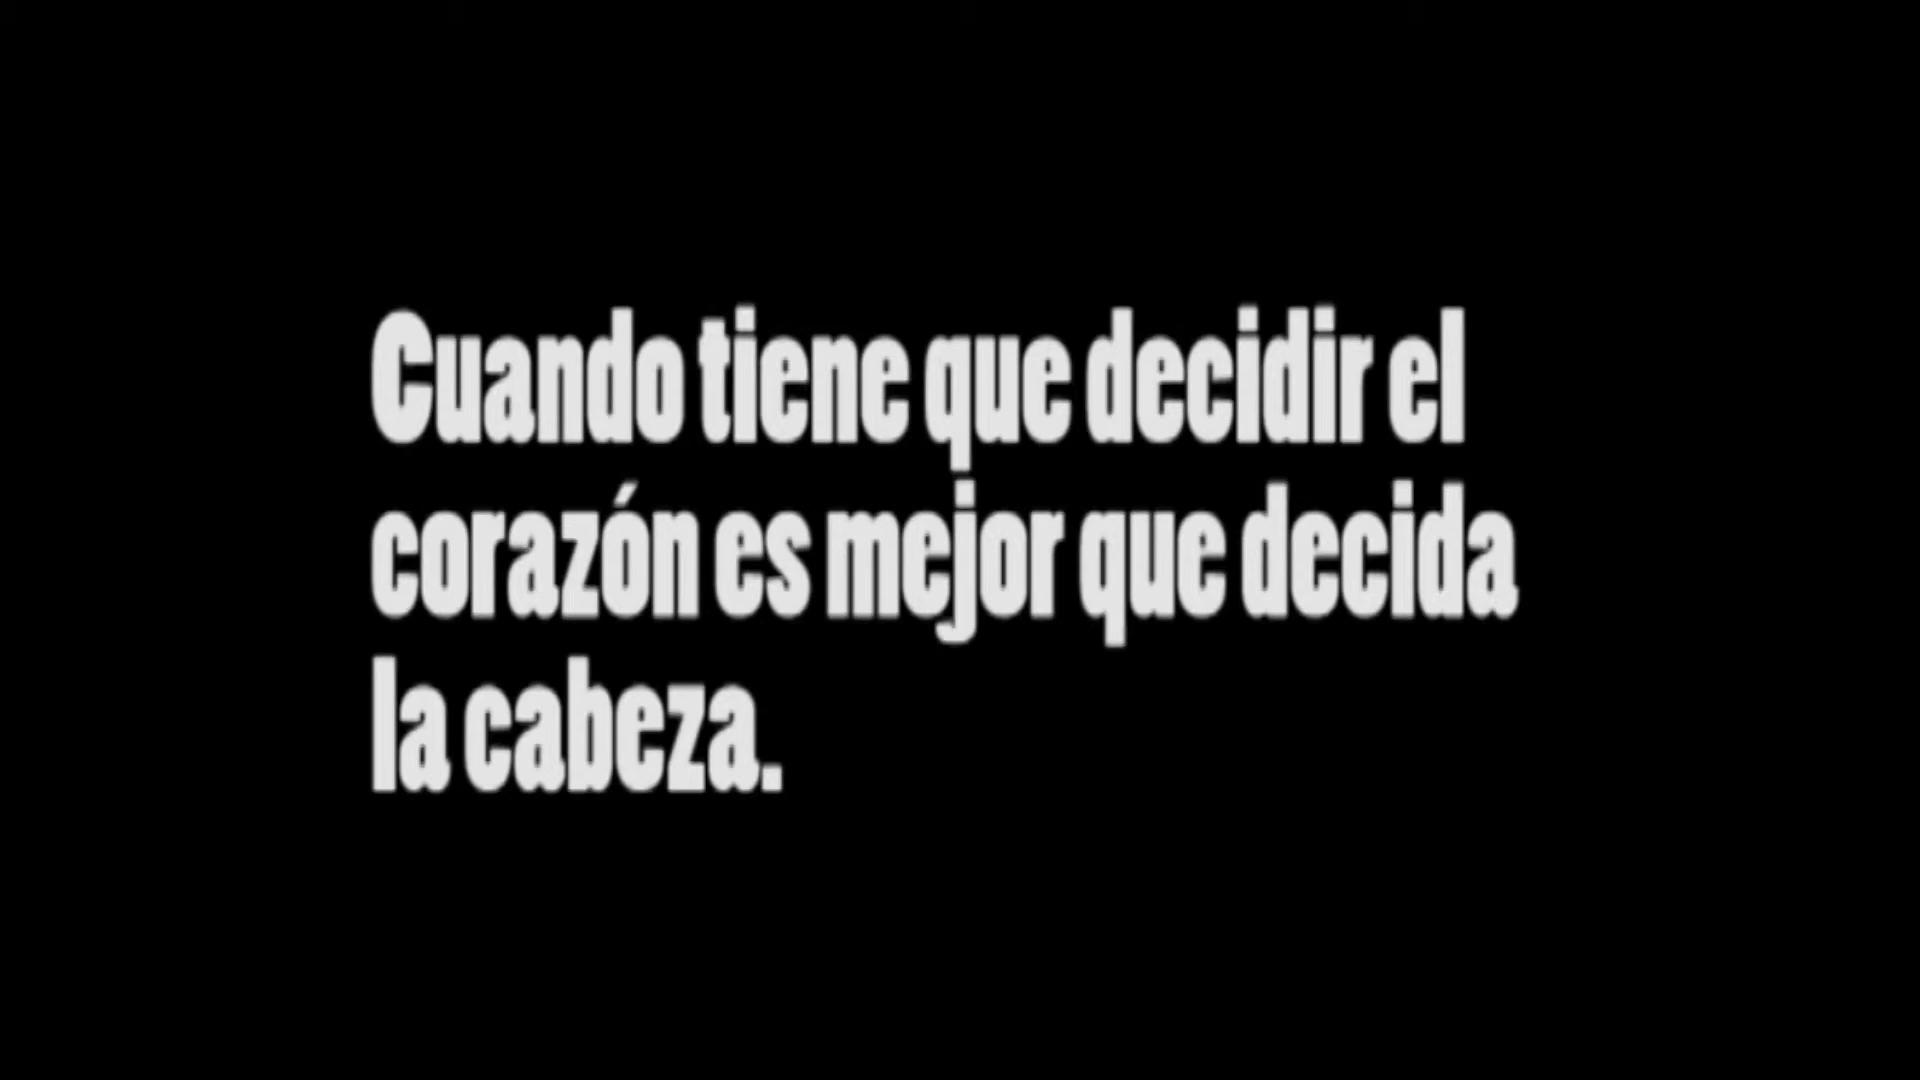 Cuando tiene que decidir el
corazón es mejor que decida
la cabeza.